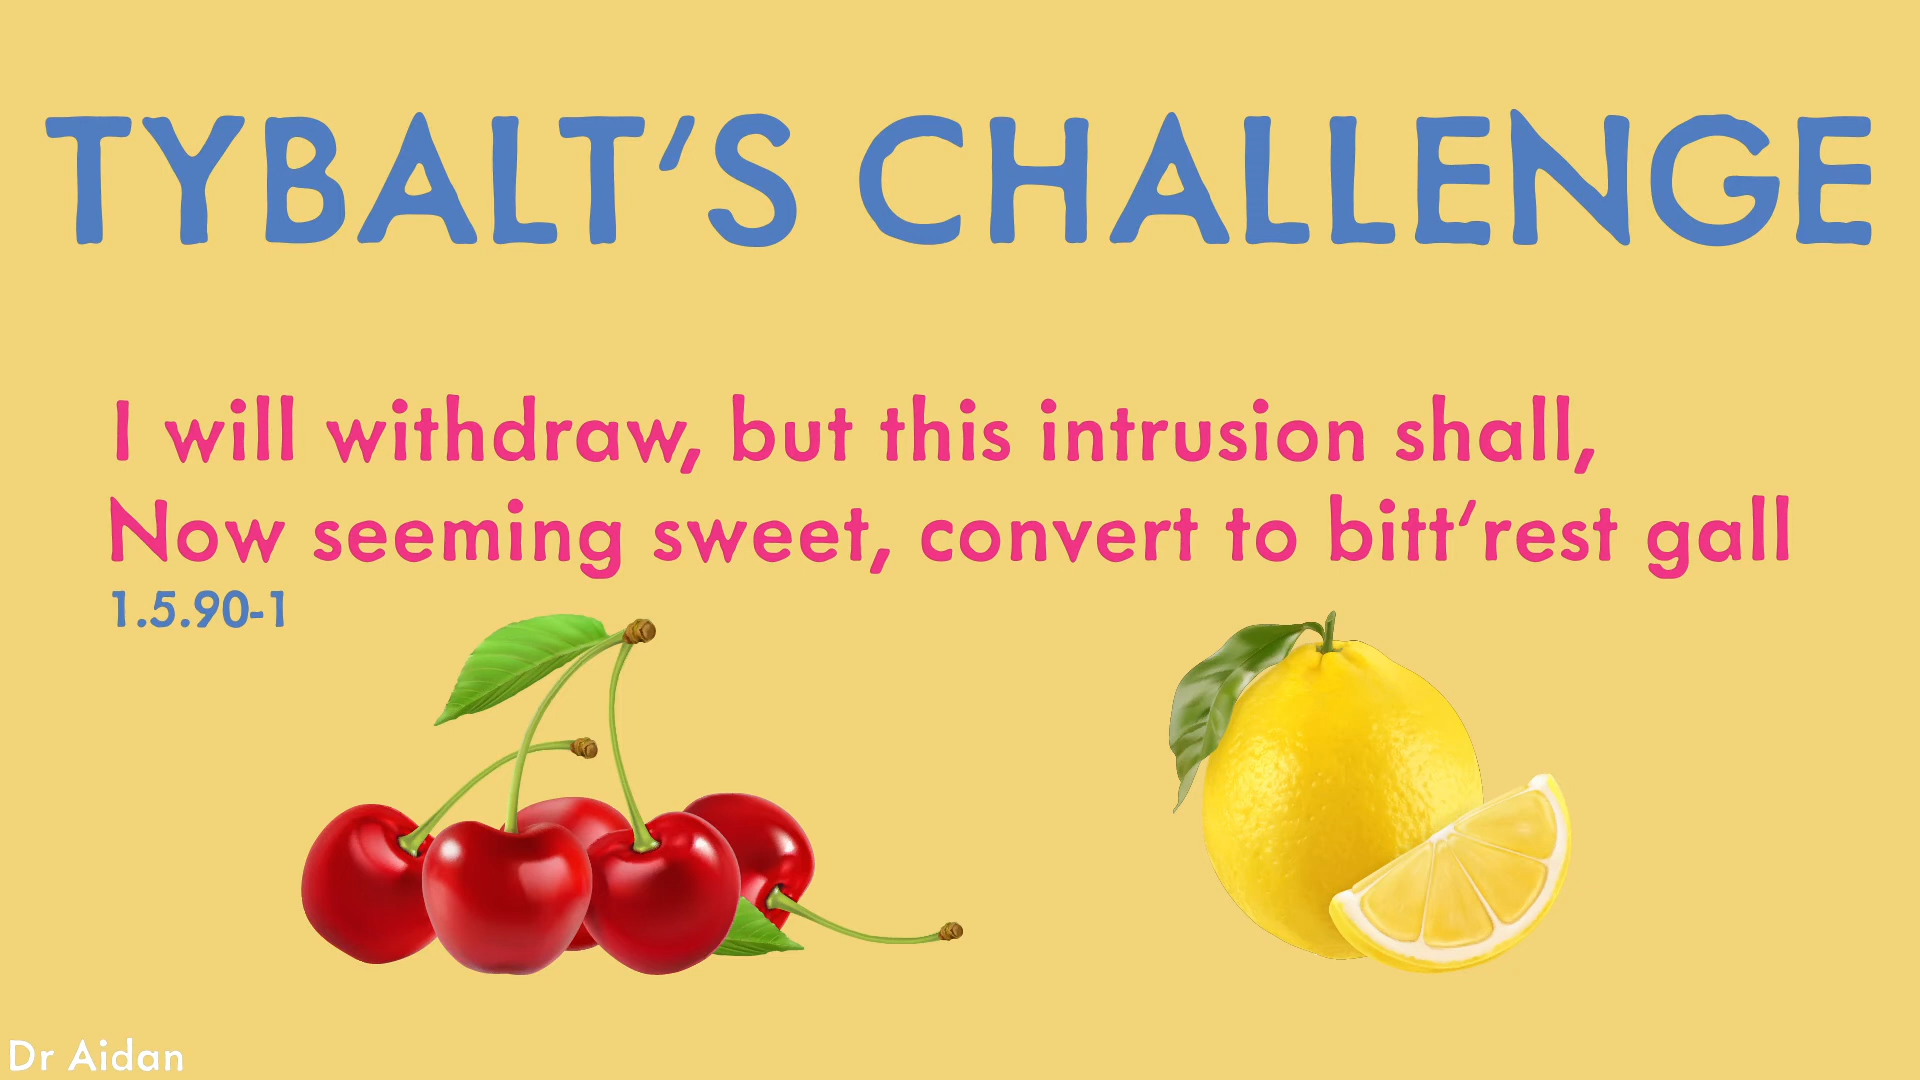 TYBALT'S CHALLENGE
I will withdraw, but this intrusion shall,
Now seeming sweet, convert to bitt'rest gall
1.5.90-1
Dr Aidan